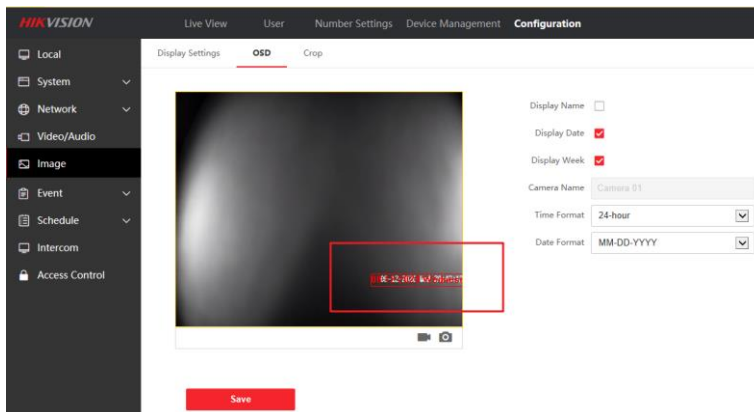 HIKVISION
Live View User Number Settings Device Management Configuration
Local
System
Network
Video/Audio
Image
Event
Schedule
Intercom
Access Control
Display Settings OSD Crop
Display Name
Display Date
Display Week
Camera Name Camera 01
Time Format 24-hour
Date Format MM-DD-YYYY
Save